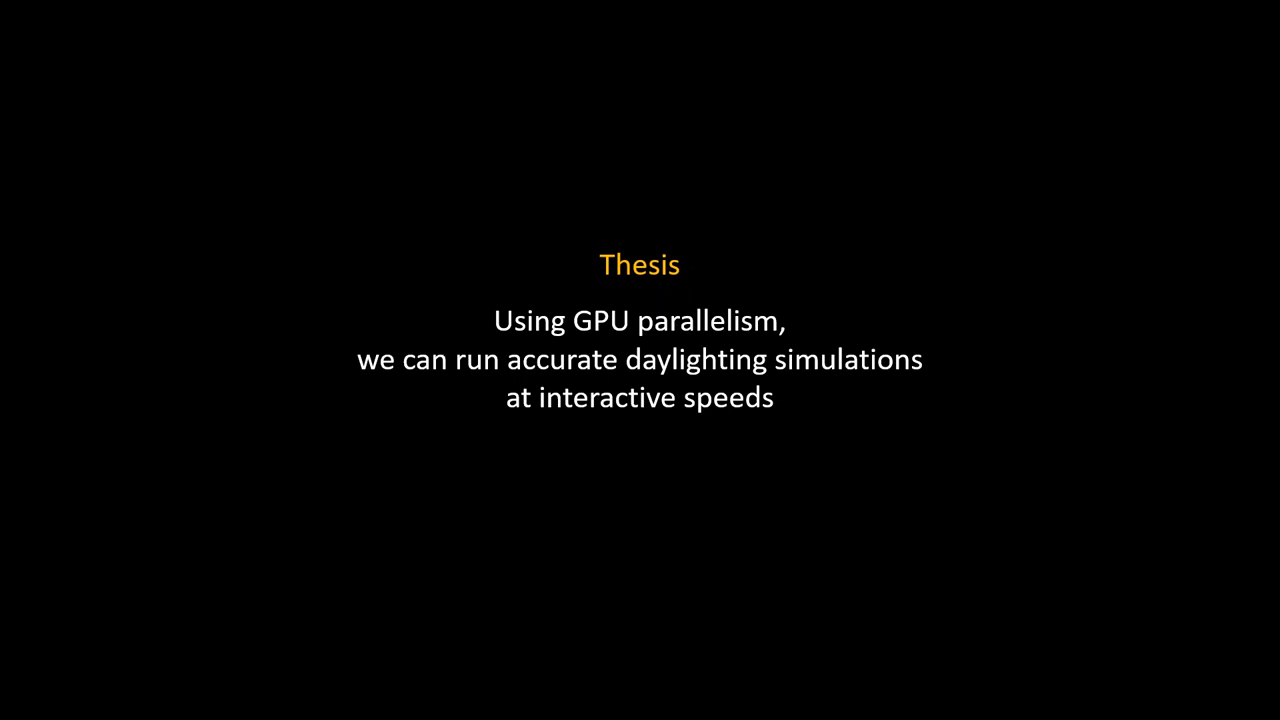 Thesis
Using GPU parallelism,
we can run accurate daylighting simulations
at interactive speeds